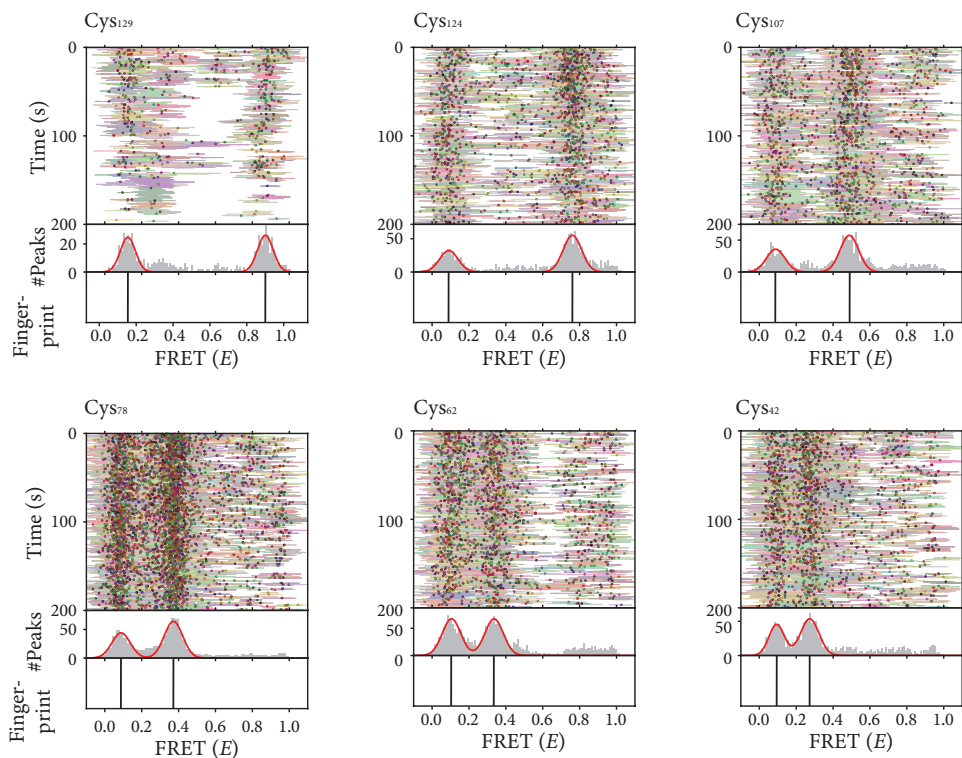 Cys129 Cys124 Cys107
0 0 0
Time (s)
100 100 100
200 200 200
#Peaks
20 50 50
0 0 0
Finger-
print
0.0 0.2 0.4 0.6 0.8 1.0 0.0 0.2 0.4 0.6 0.8 1.0 0.0 0.2 0.4 0.6 0.8 1.0
FRET (E) FRET (E) FRET (E)
Cys78 Cys62 Cys42
0 0 0
Time (s)
100 100 100
200 200 200
#Peaks
50 50 50
0 0 0
Finger-
print
0.0 0.2 0.4 0.6 0.8 1.0 0.0 0.2 0.4 0.6 0.8 1.0 0.0 0.2 0.4 0.6 0.8 1.0
FRET (E) FRET (E) FRET (E)